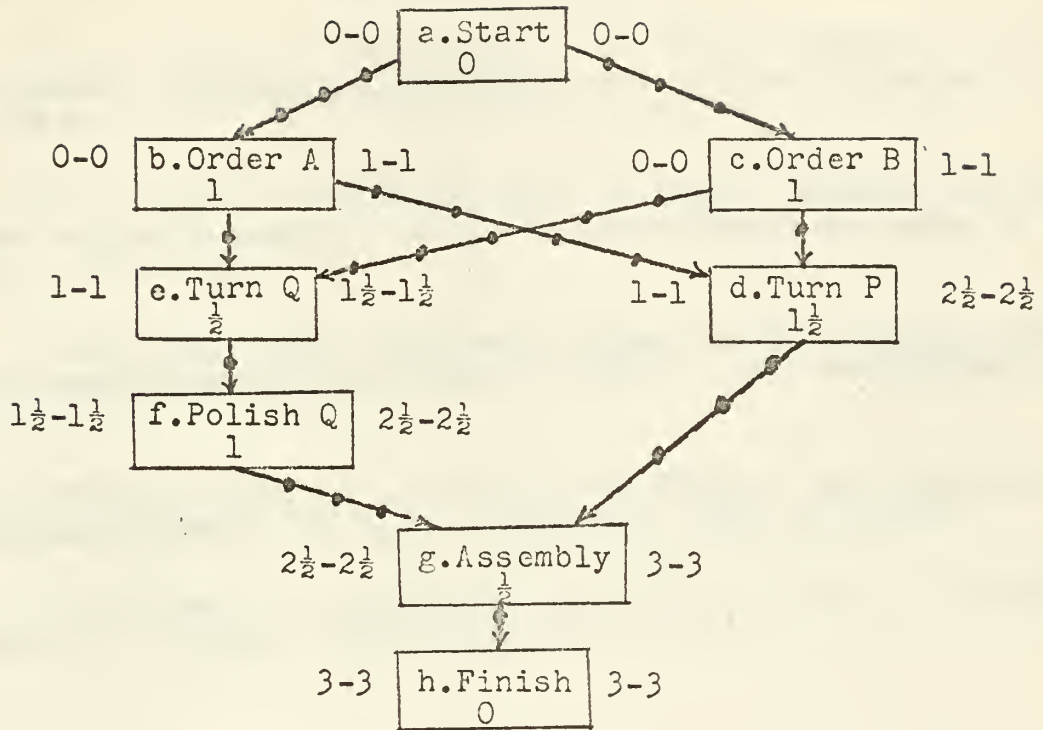 0-0 a.Start 0-0
0
0-0 b.Order A 1-1 0-0 c.Order B 1-1
1 1
1-1 e.Turn Q 1½-1½ 1-1 d.Turn P 2½-2½
½ 1½
1½-1½ f.Polish Q 2½-2½
1
2½-2½ g.Assembly 3-3
½
3-3 h.Finish 3-3
0